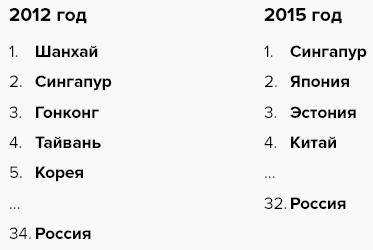 2012 год
1. Шанхай
2. Сингапур
3. Гонконг
4. Тайвань
5. Корея
...
34. Россия
2015 год
1. Сингапур
2. Япония
3. Эстония
4. Китай
...
32. Россия